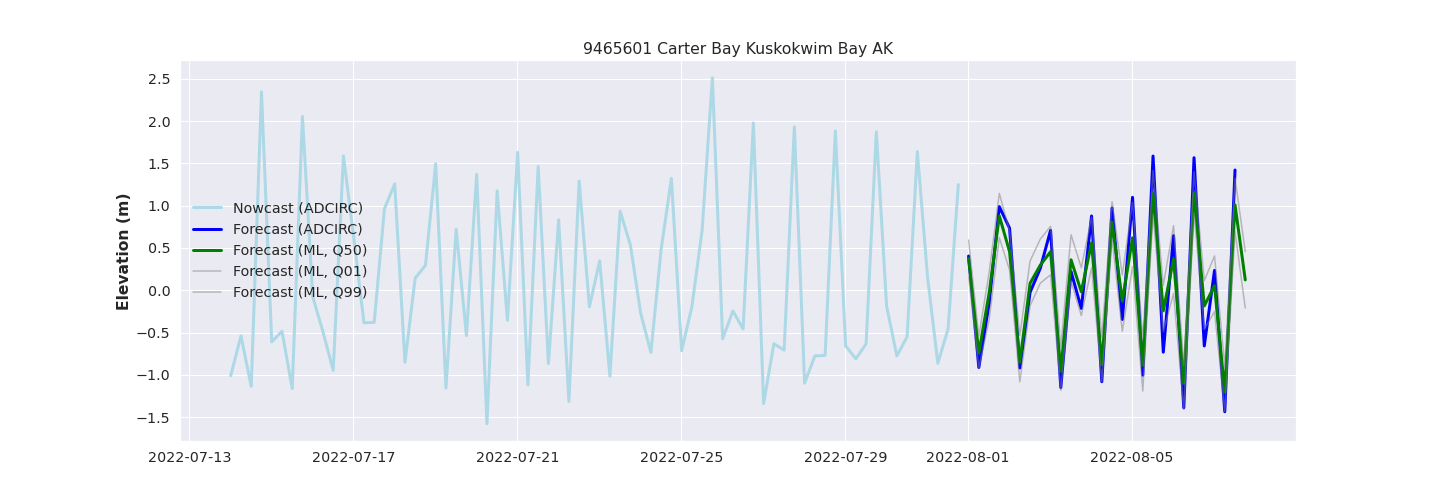 9465601 Carter Bay Kuskokwim Bay AK
Elevation (m)
2.5
2.0
1.5
1.0
0.5
0.0
−0.5
−1.0
−1.5
Nowcast (ADCIRC)
Forecast (ADCIRC)
Forecast (ML, Q50)
Forecast (ML, Q01)
Forecast (ML, Q99)
2022-07-13 2022-07-17 2022-07-21 2022-07-25 2022-07-29 2022-08-01 2022-08-05